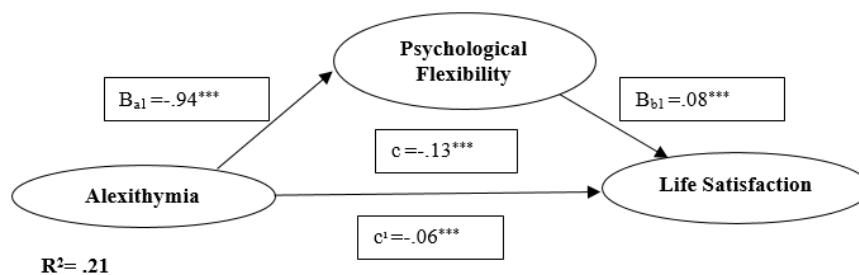 Psychological
Flexibility
Ba1 =-.94***
Bb1 =.08***
c =-.13***
Alexithymia
Life Satisfaction
c¹ =-.06***
R²= .21